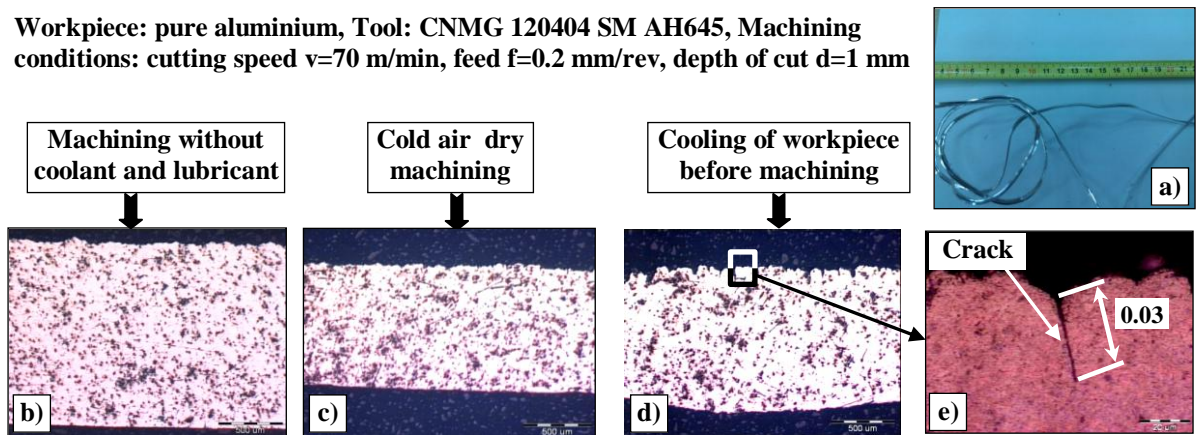 Workpiece: pure aluminium, Tool: CNMG 120404 SM AH645, Machining
conditions: cutting speed v=70 m/min, feed f=0.2 mm/rev, depth of cut d=1 mm
a)
Machining without
coolant and lubricant
Cold air dry
machining
Cooling of workpiece
before machining
Crack
0.03
b)
500 µm
c)
500 µm
d)
500 µm
e)
20 µm